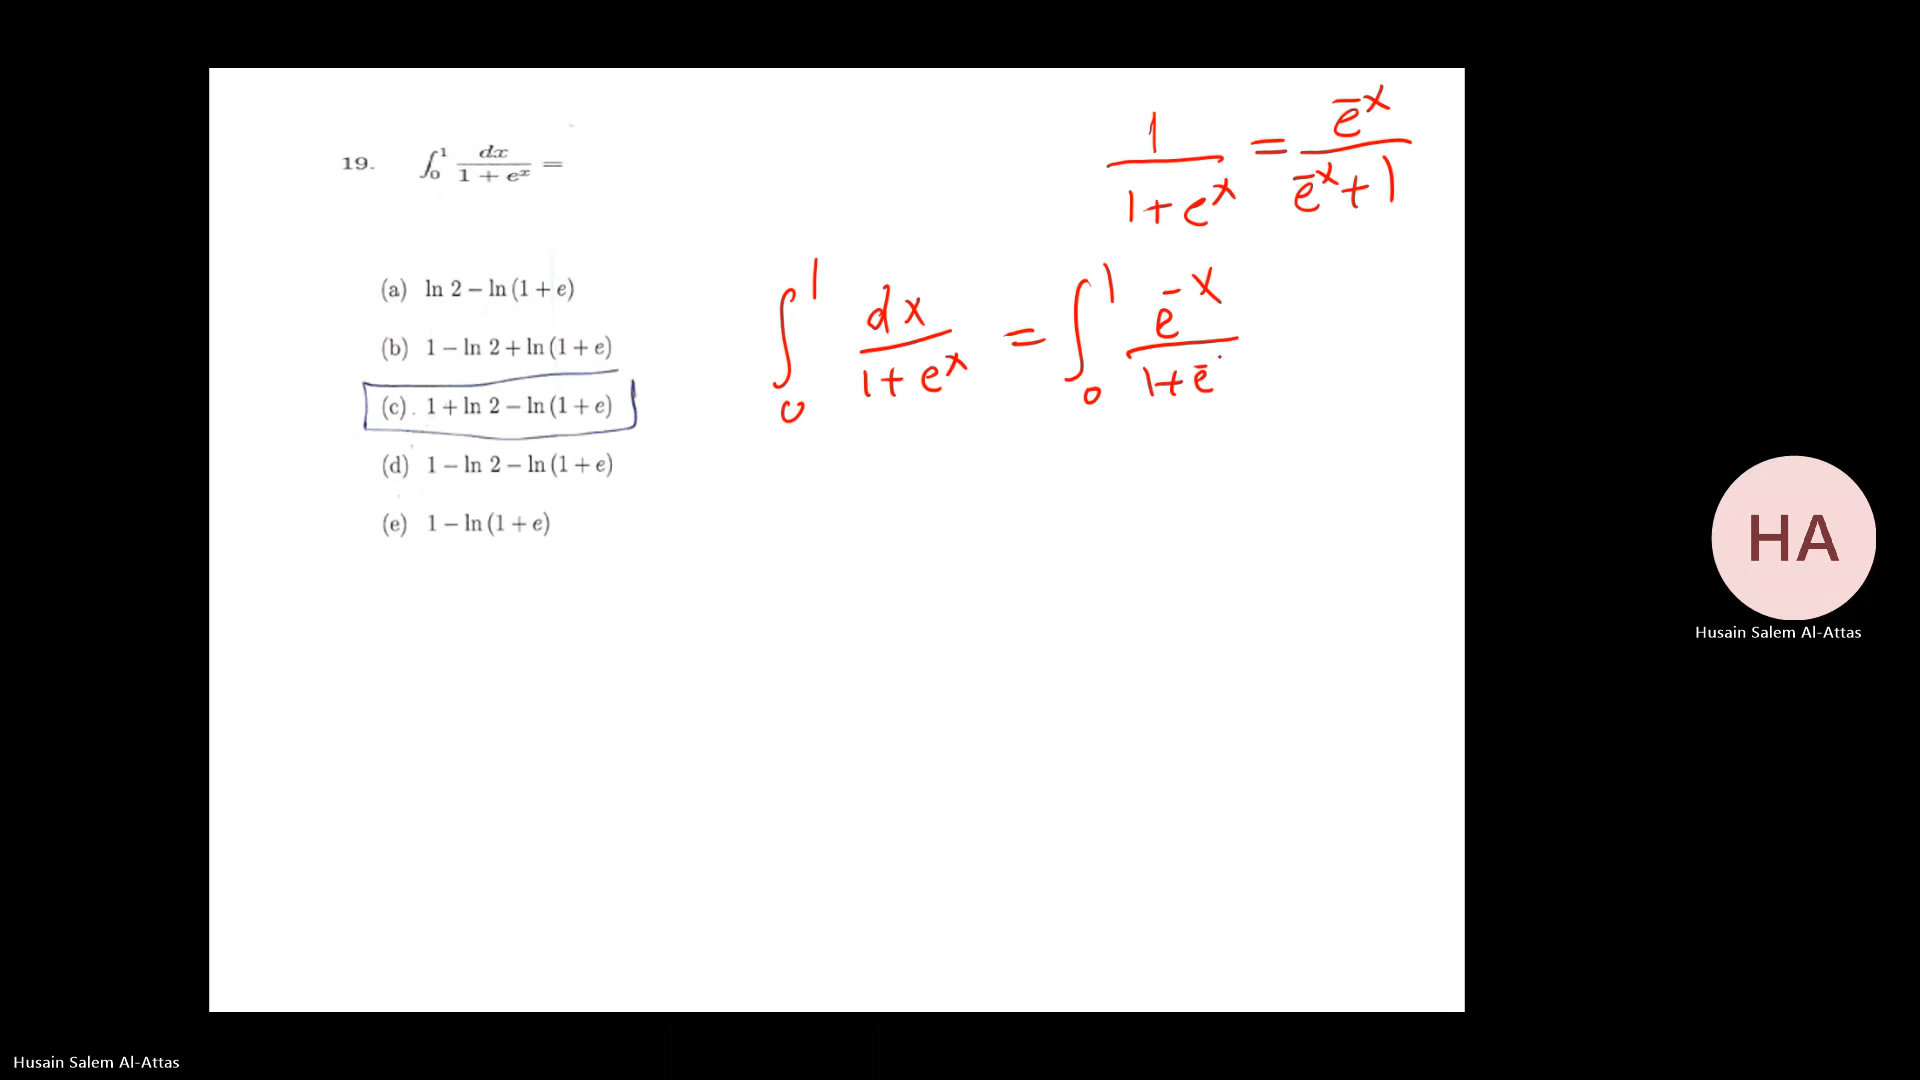 19. ∫₀¹ dx/(1 + eˣ) =
(a) ln 2 − ln (1 + e)
(b) 1 − ln 2 + ln (1 + e)
(c). 1 + ln 2 − ln (1 + e)
(d) 1 − ln 2 − ln (1 + e)
(e) 1 − ln (1 + e)
1/(1+eˣ) = e⁻ˣ/(e⁻ˣ+1)
∫₀¹ dx/(1+eˣ) = ∫₀¹ e⁻ˣ/(1+e⁻
HA
Husain Salem Al-Attas
Husain Salem Al-Attas